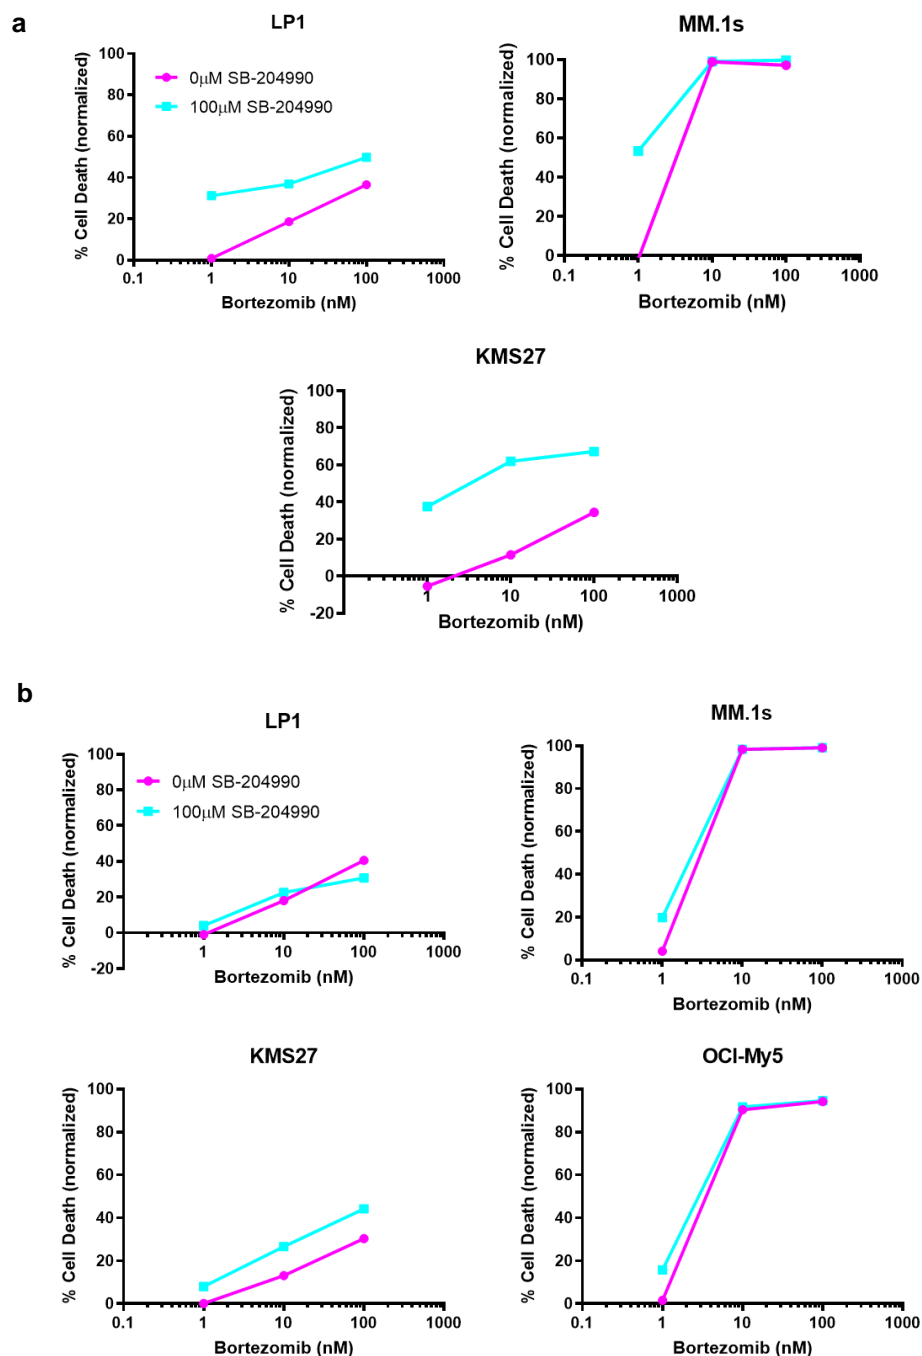 a
LP1
% Cell Death (normalized)
100
80
60
40
20
0
0μM SB-204990
100μM SB-204990
0.1 1 10 100 1000
Bortezomib (nM)
MM.1s
% Cell Death (normalized)
100
80
60
40
20
0
0.1 1 10 100 1000
Bortezomib (nM)
KMS27
% Cell Death (normalized)
100
80
60
40
20
0
-20
1 10 100 1000
Bortezomib (nM)
b
LP1
% Cell Death (normalized)
100
80
60
40
20
0
-20
0μM SB-204990
100μM SB-204990
1 10 100 1000
Bortezomib (nM)
MM.1s
% Cell Death (normalized)
100
80
60
40
20
0
0.1 1 10 100 1000
Bortezomib (nM)
KMS27
% Cell Death (normalized)
100
80
60
40
20
0
0.1 1 10 100 1000
Bortezomib (nM)
OCI-My5
% Cell Death (normalized)
100
80
60
40
20
0
0.1 1 10 100 1000
Bortezomib (nM)